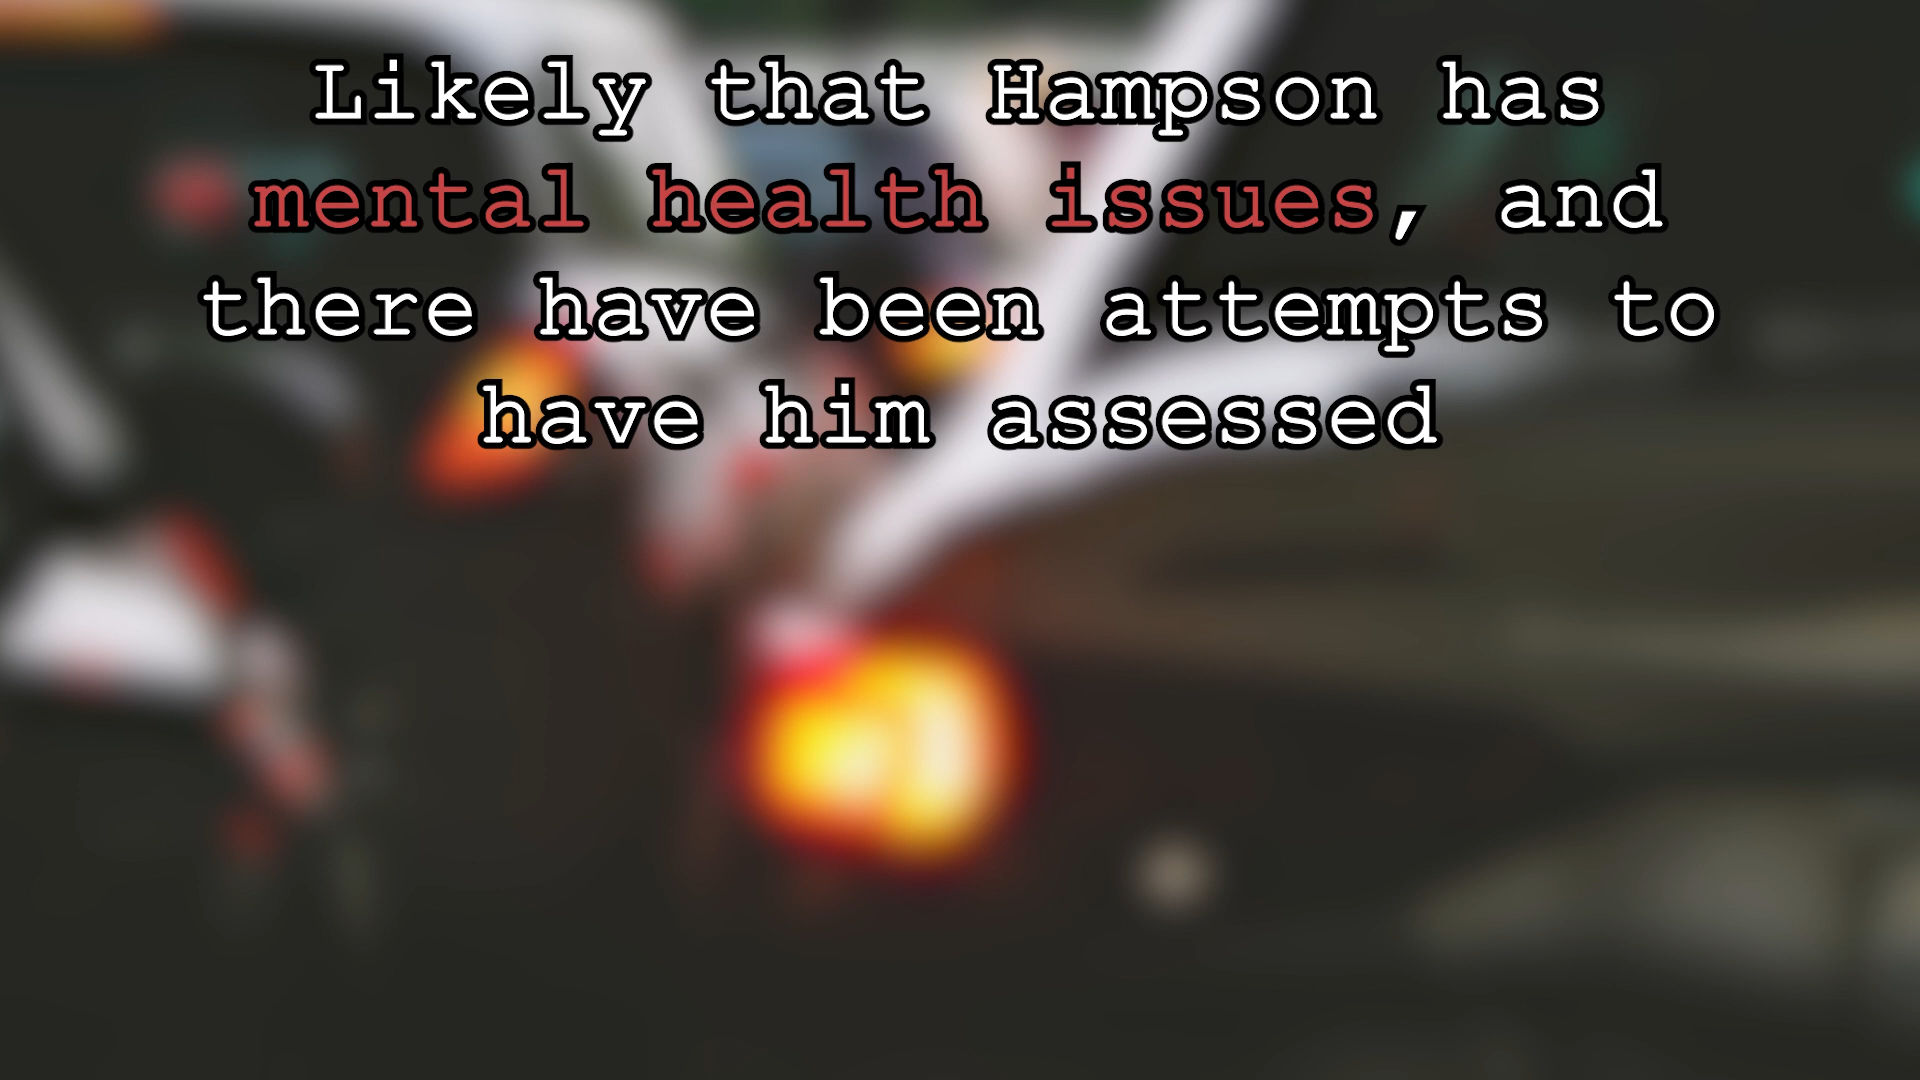 Likely that Hampson has
mental health issues, and
there have been attempts to
have him assessed